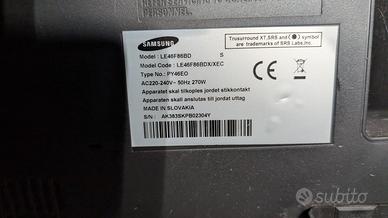 PERSONNEL.
SAMSUNG
Trusurround XT, SRS and (●) symbol
are trademarks of SRS Labs,Inc.
Model : LE46F86BD S
Model Code : LE46F86BDX/XEC
Type No.: PY46EO
AC220-240V~ 50Hz 270W
CE
Apparatet skal tilkoples jordet stikkontakt
Apparaten skall anslutas till jordat uttag
MADE IN SLOVAKIA
S/N : AK383SKPB02304Y
subito